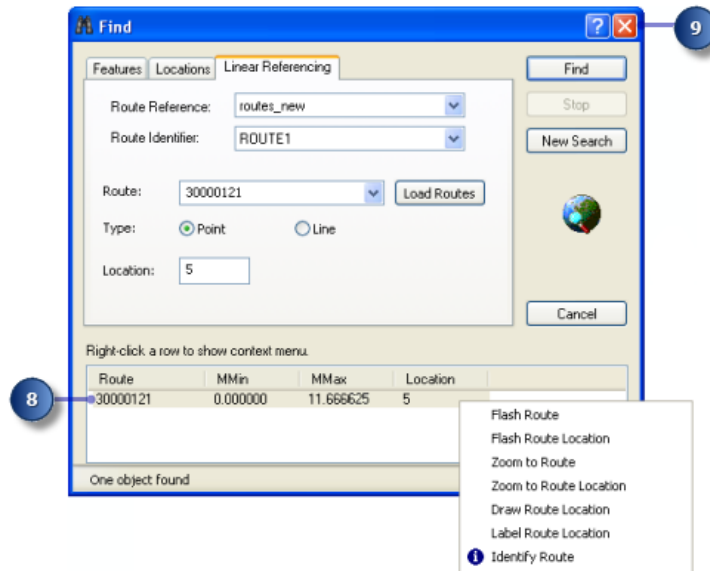 Find
?
9
Features Locations Linear Referencing
Find
Route Reference: routes_new
Stop
Route Identifier: ROUTE1
New Search
Route: 30000121 Load Routes
Type: Point Line
Location: 5
Cancel
Right-click a row to show context menu.
Route MMin MMax Location
8
30000121 0.000000 11.666625 5
One object found
Flash Route
Flash Route Location
Zoom to Route
Zoom to Route Location
Draw Route Location
Label Route Location
Identify Route